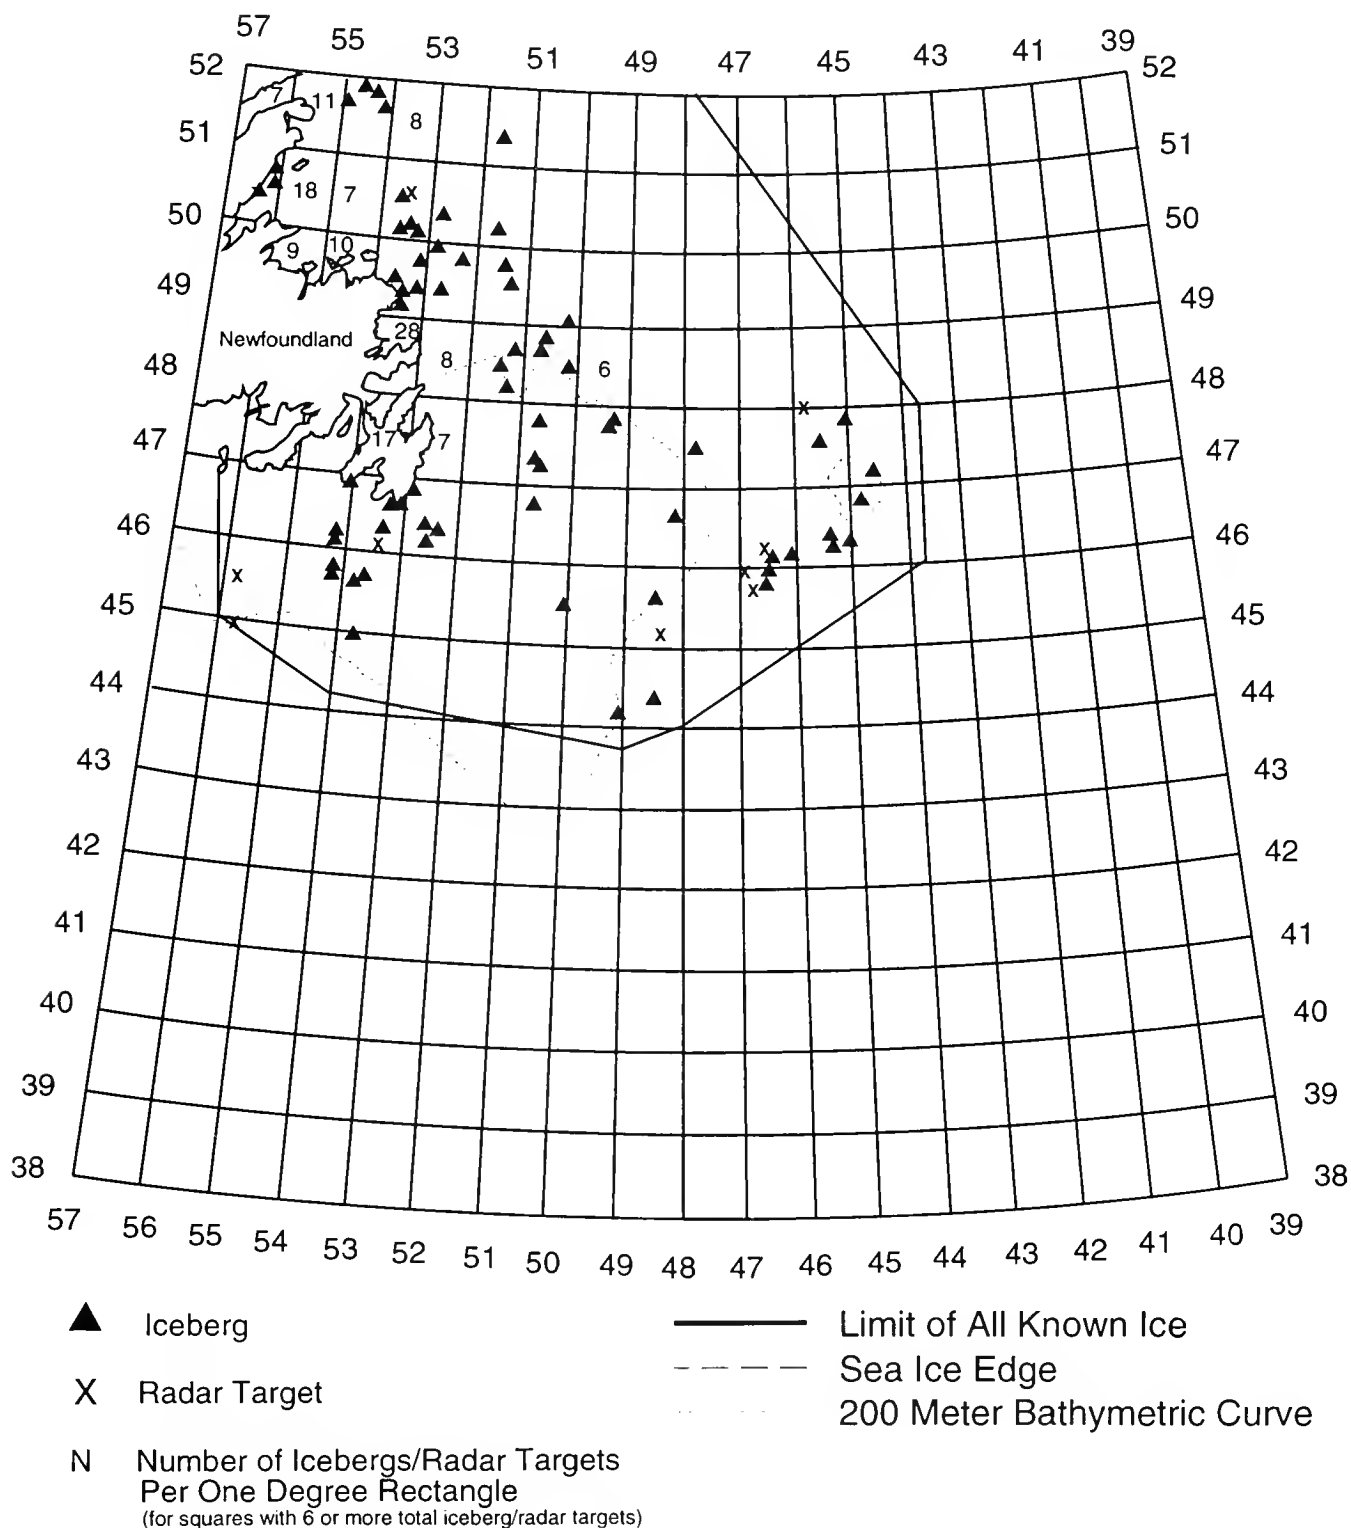 57 55 53 51 49 47 45 43 41 39
52 52
7 11 8
51 51
18 7 X
50 50
9 10
49 49
Newfoundland 28
8 6
48 48
X
17 7
47 47
46 46
X X
X X X
45 45
X X
44 44
43 43
42 42
41 41
40 40
39 39
38 38
57 56 55 54 53 52 51 50 49 48 47 46 45 44 43 42 41 40 39
Iceberg
X Radar Target
N Number of Icebergs/Radar Targets
Per One Degree Rectangle
(for squares with 6 or more total iceberg/radar targets)
Limit of All Known Ice
Sea Ice Edge
200 Meter Bathymetric Curve